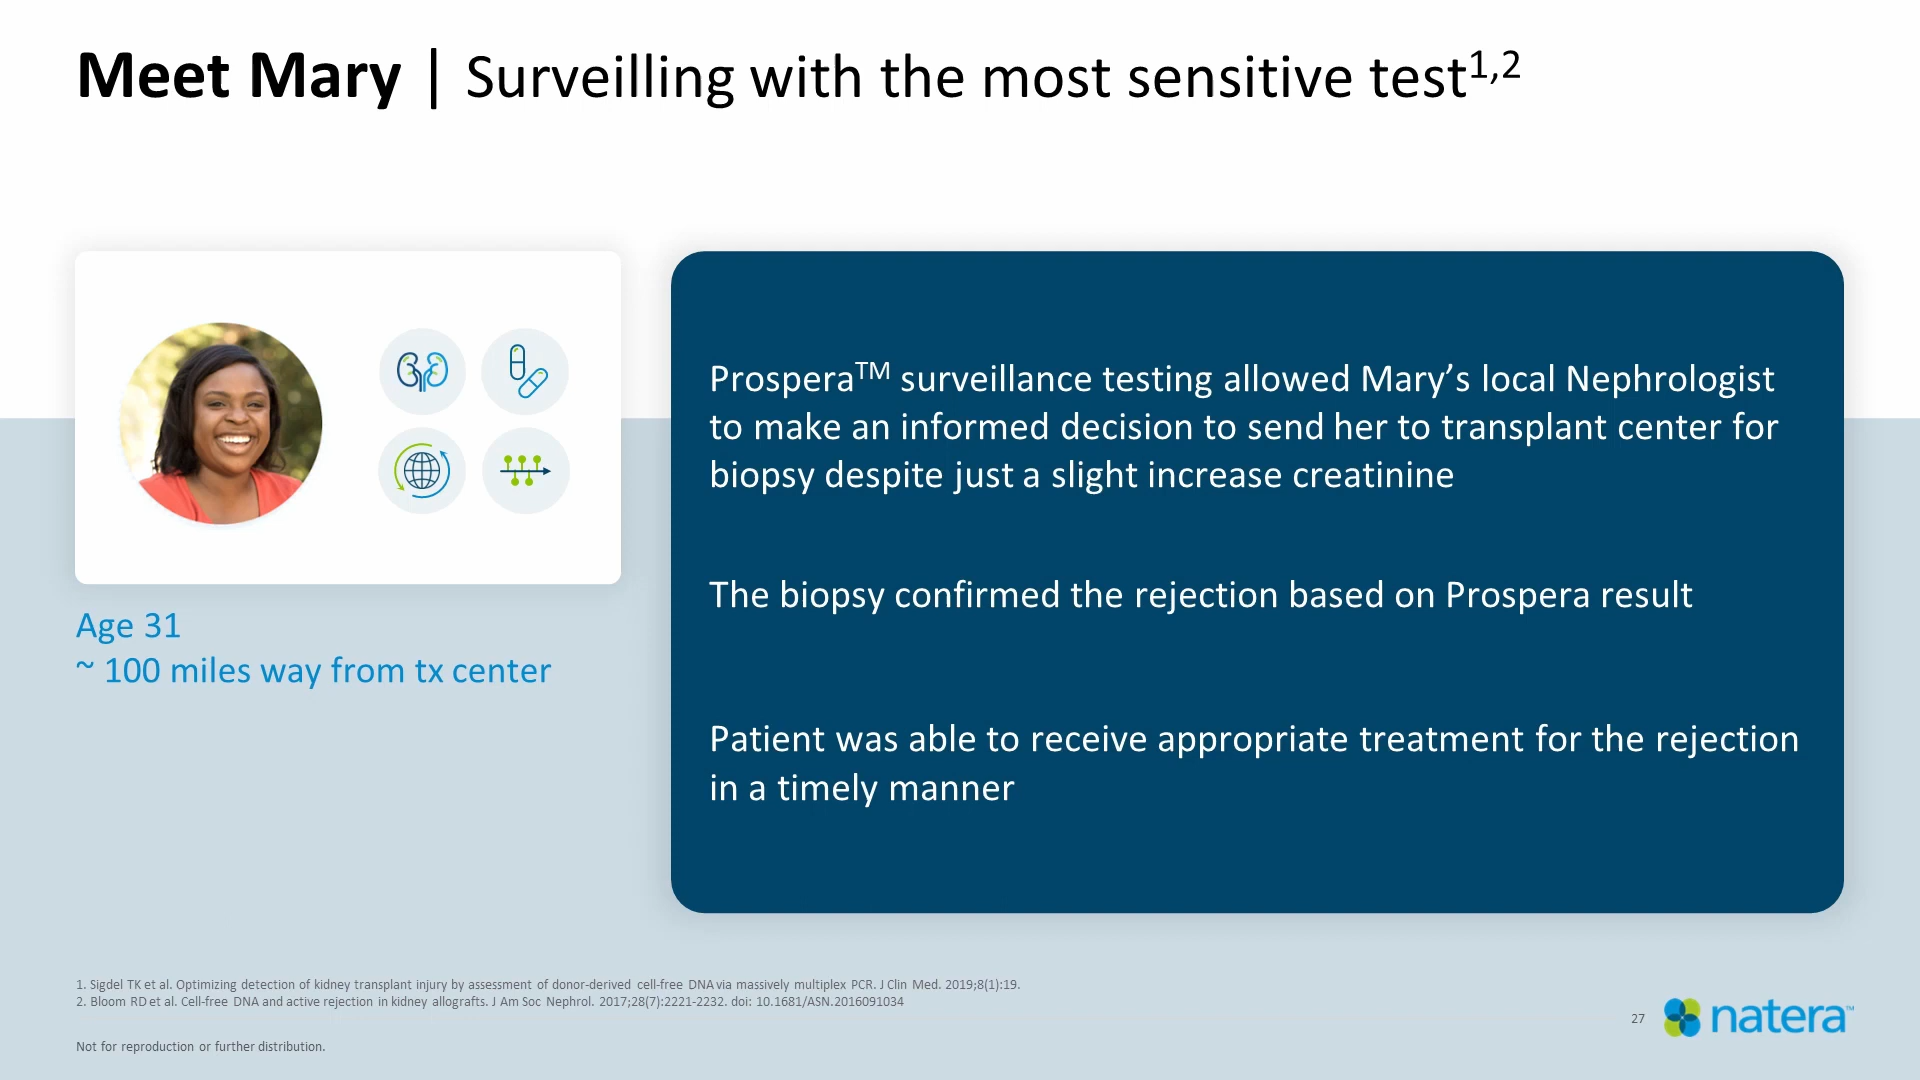 Meet Mary | Surveilling with the most sensitive test1,2
Age 31
~ 100 miles way from tx center
Prospera™ surveillance testing allowed Mary’s local Nephrologist
to make an informed decision to send her to transplant center for
biopsy despite just a slight increase creatinine
The biopsy confirmed the rejection based on Prospera result
Patient was able to receive appropriate treatment for the rejection
in a timely manner
1. Sigdel TK et al. Optimizing detection of kidney transplant injury by assessment of donor-derived cell-free DNA via massively multiplex PCR. J Clin Med. 2019;8(1):19.
2. Bloom RD et al. Cell-free DNA and active rejection in kidney allografts. J Am Soc Nephrol. 2017;28(7):2221-2232. doi: 10.1681/ASN.2016091034
Not for reproduction or further distribution.
27
natera™